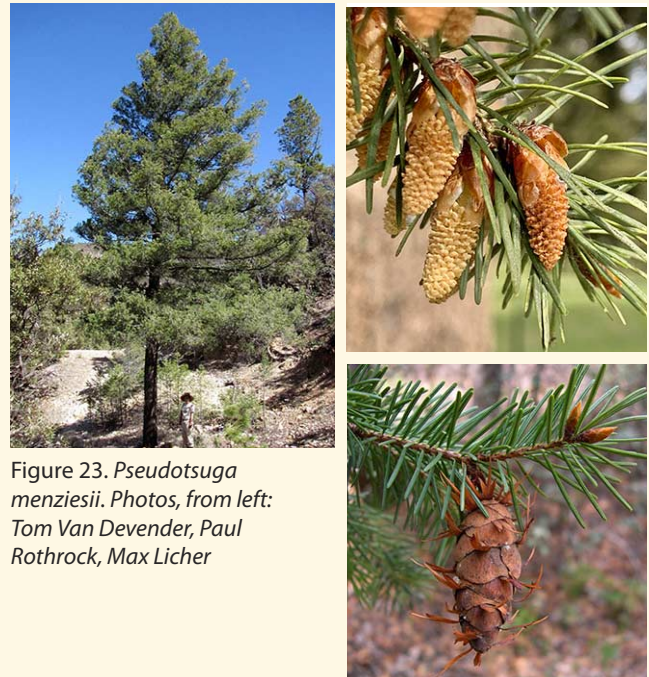 Figure 23. Pseudotsuga
menziesii. Photos, from left:
Tom Van Devender, Paul
Rothrock, Max Licher